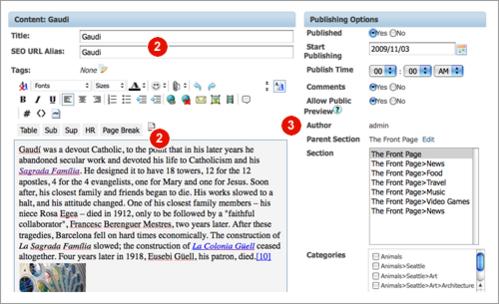 Content: Gaudi
Title: Gaudi
SEO URL Alias: Gaudi
2
Tags: None
Fonts Sizes
Table Sub Sup HR Page Break
2
Gaudí was a devout Catholic, to the point that in his later years he
abandoned secular work and devoted his life to Catholicism and his
Sagrada Família. He designed it to have 18 towers, 12 for the 12
apostles, 4 for the 4 evangelists, one for Mary and one for Jesus. Soon
after, his closest family and friends began to die. His works slowed to a
halt, and his attitude changed. One of his closest family members – his
niece Rosa Egea – died in 1912, only to be followed by a "faithful
collaborator", Francesc Berenguer Mestres, two years later. After these
tragedies, Barcelona fell on hard times economically. The construction of
La Sagrada Família slowed; the construction of La Colonia Güell ceased
altogether. Four years later in 1918, Eusebi Güell, his patron, died.[10]
Publishing Options
Published Yes No
Start Publishing 2009/11/03
Publish Time 00 : 00 AM
Comments Yes No
Allow Public Preview Yes No
3
Author admin
Parent Section The Front Page Edit
Section
The Front Page
The Front Page>News
The Front Page>Food
The Front Page>Travel
The Front Page>Music
The Front Page>Video Games
The Front Page>News
Categories
Animals
Animals>Seattle
Animals>Seattle>Art
Animals>Seattle>Art>Architecture